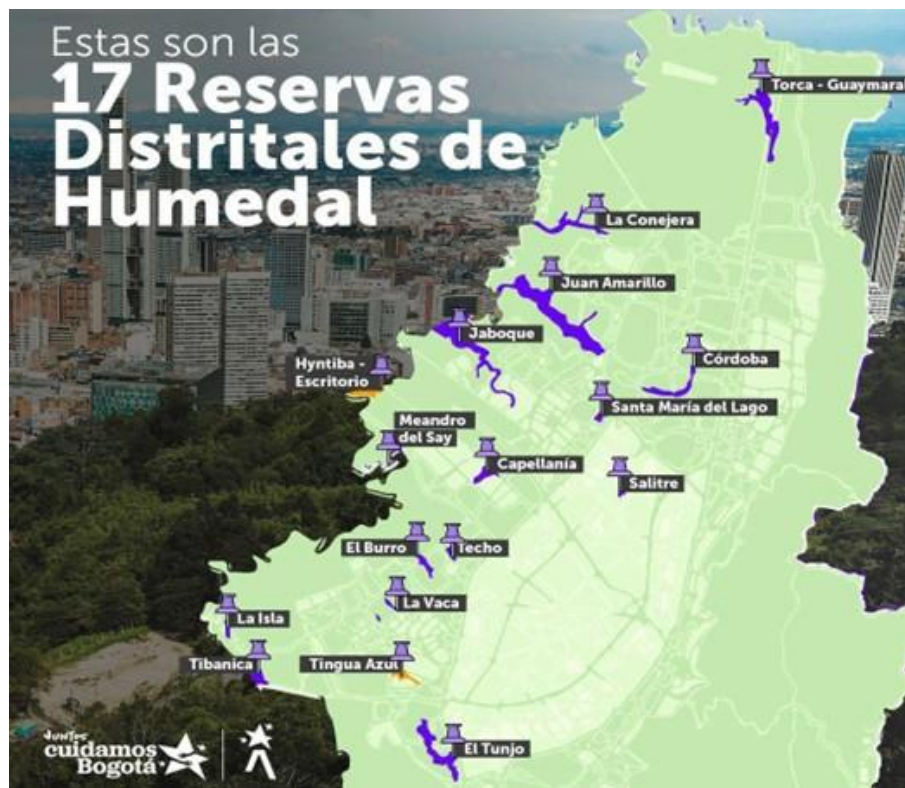 Estas son las
17 Reservas
Distritales de
Humedal
Torca - Guaymaral
La Conejera
Juan Amarillo
Jaboque
Córdoba
Hyntiba -
Escritorio
Santa María del Lago
Meandro
del Say
Capellanía
Salitre
El Burro
Techo
La Vaca
La Isla
Tibanica
Tingua Azul
El Tunjo
Juntos
cuidamos
Bogotá